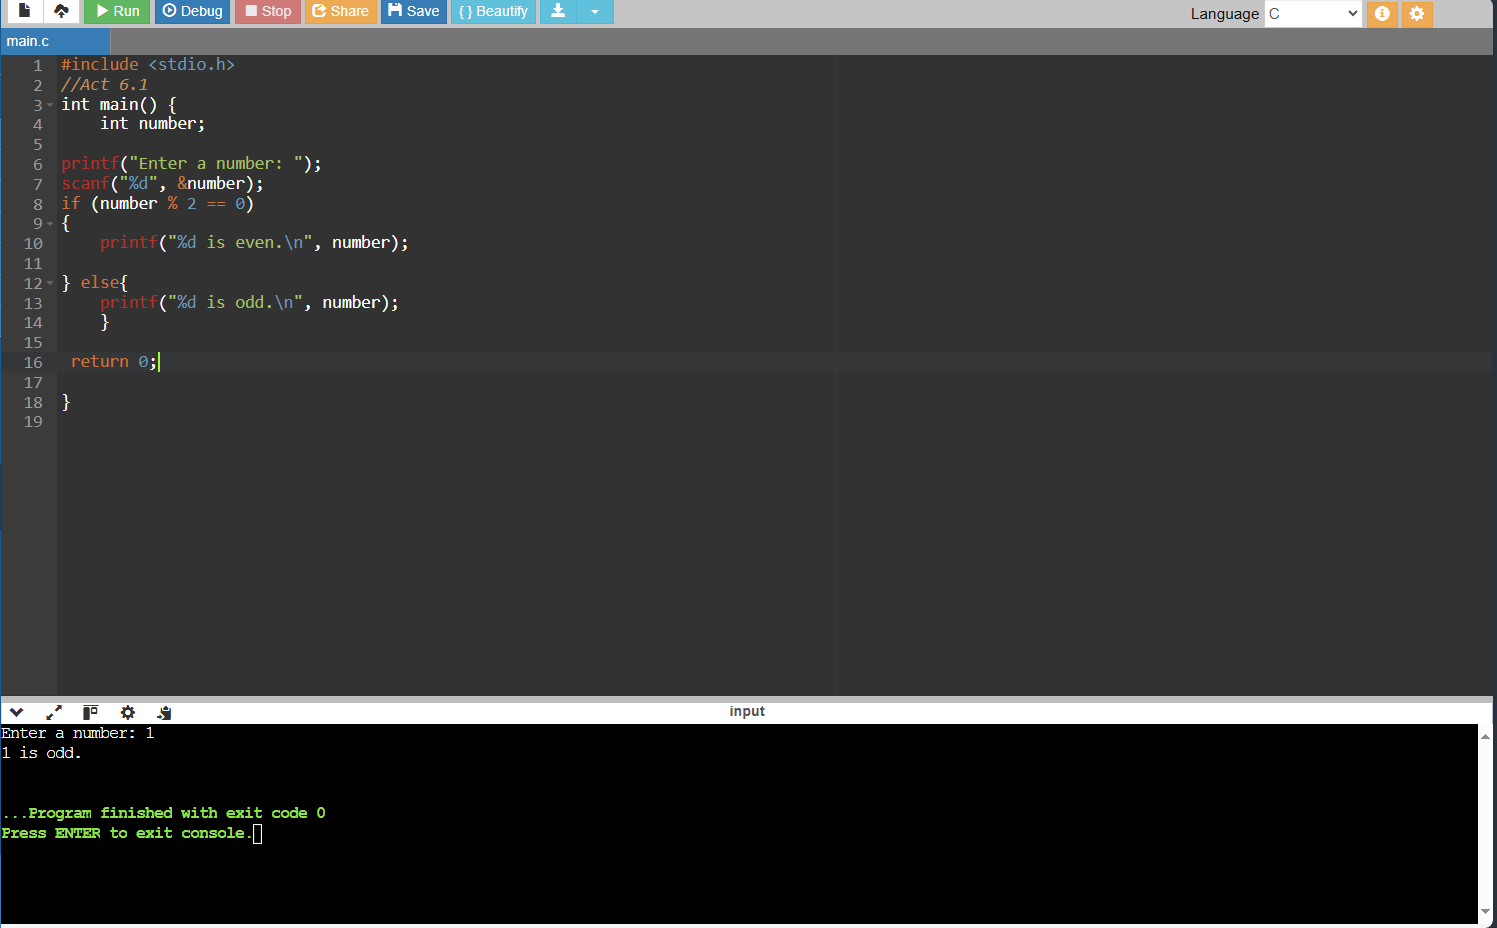 Run Debug Stop Share Save { } Beautify Language C
main.c
1 #include <stdio.h>
2 //Act 6.1
3 int main() {
4     int number;
5
6 printf("Enter a number: ");
7 scanf("%d", &number);
8 if (number % 2 == 0)
9 {
10     printf("%d is even.\n", number);
11
12 } else{
13     printf("%d is odd.\n", number);
14     }
15
16  return 0;
17
18 }
19
input
Enter a number: 1
1 is odd.
...Program finished with exit code 0
Press ENTER to exit console.